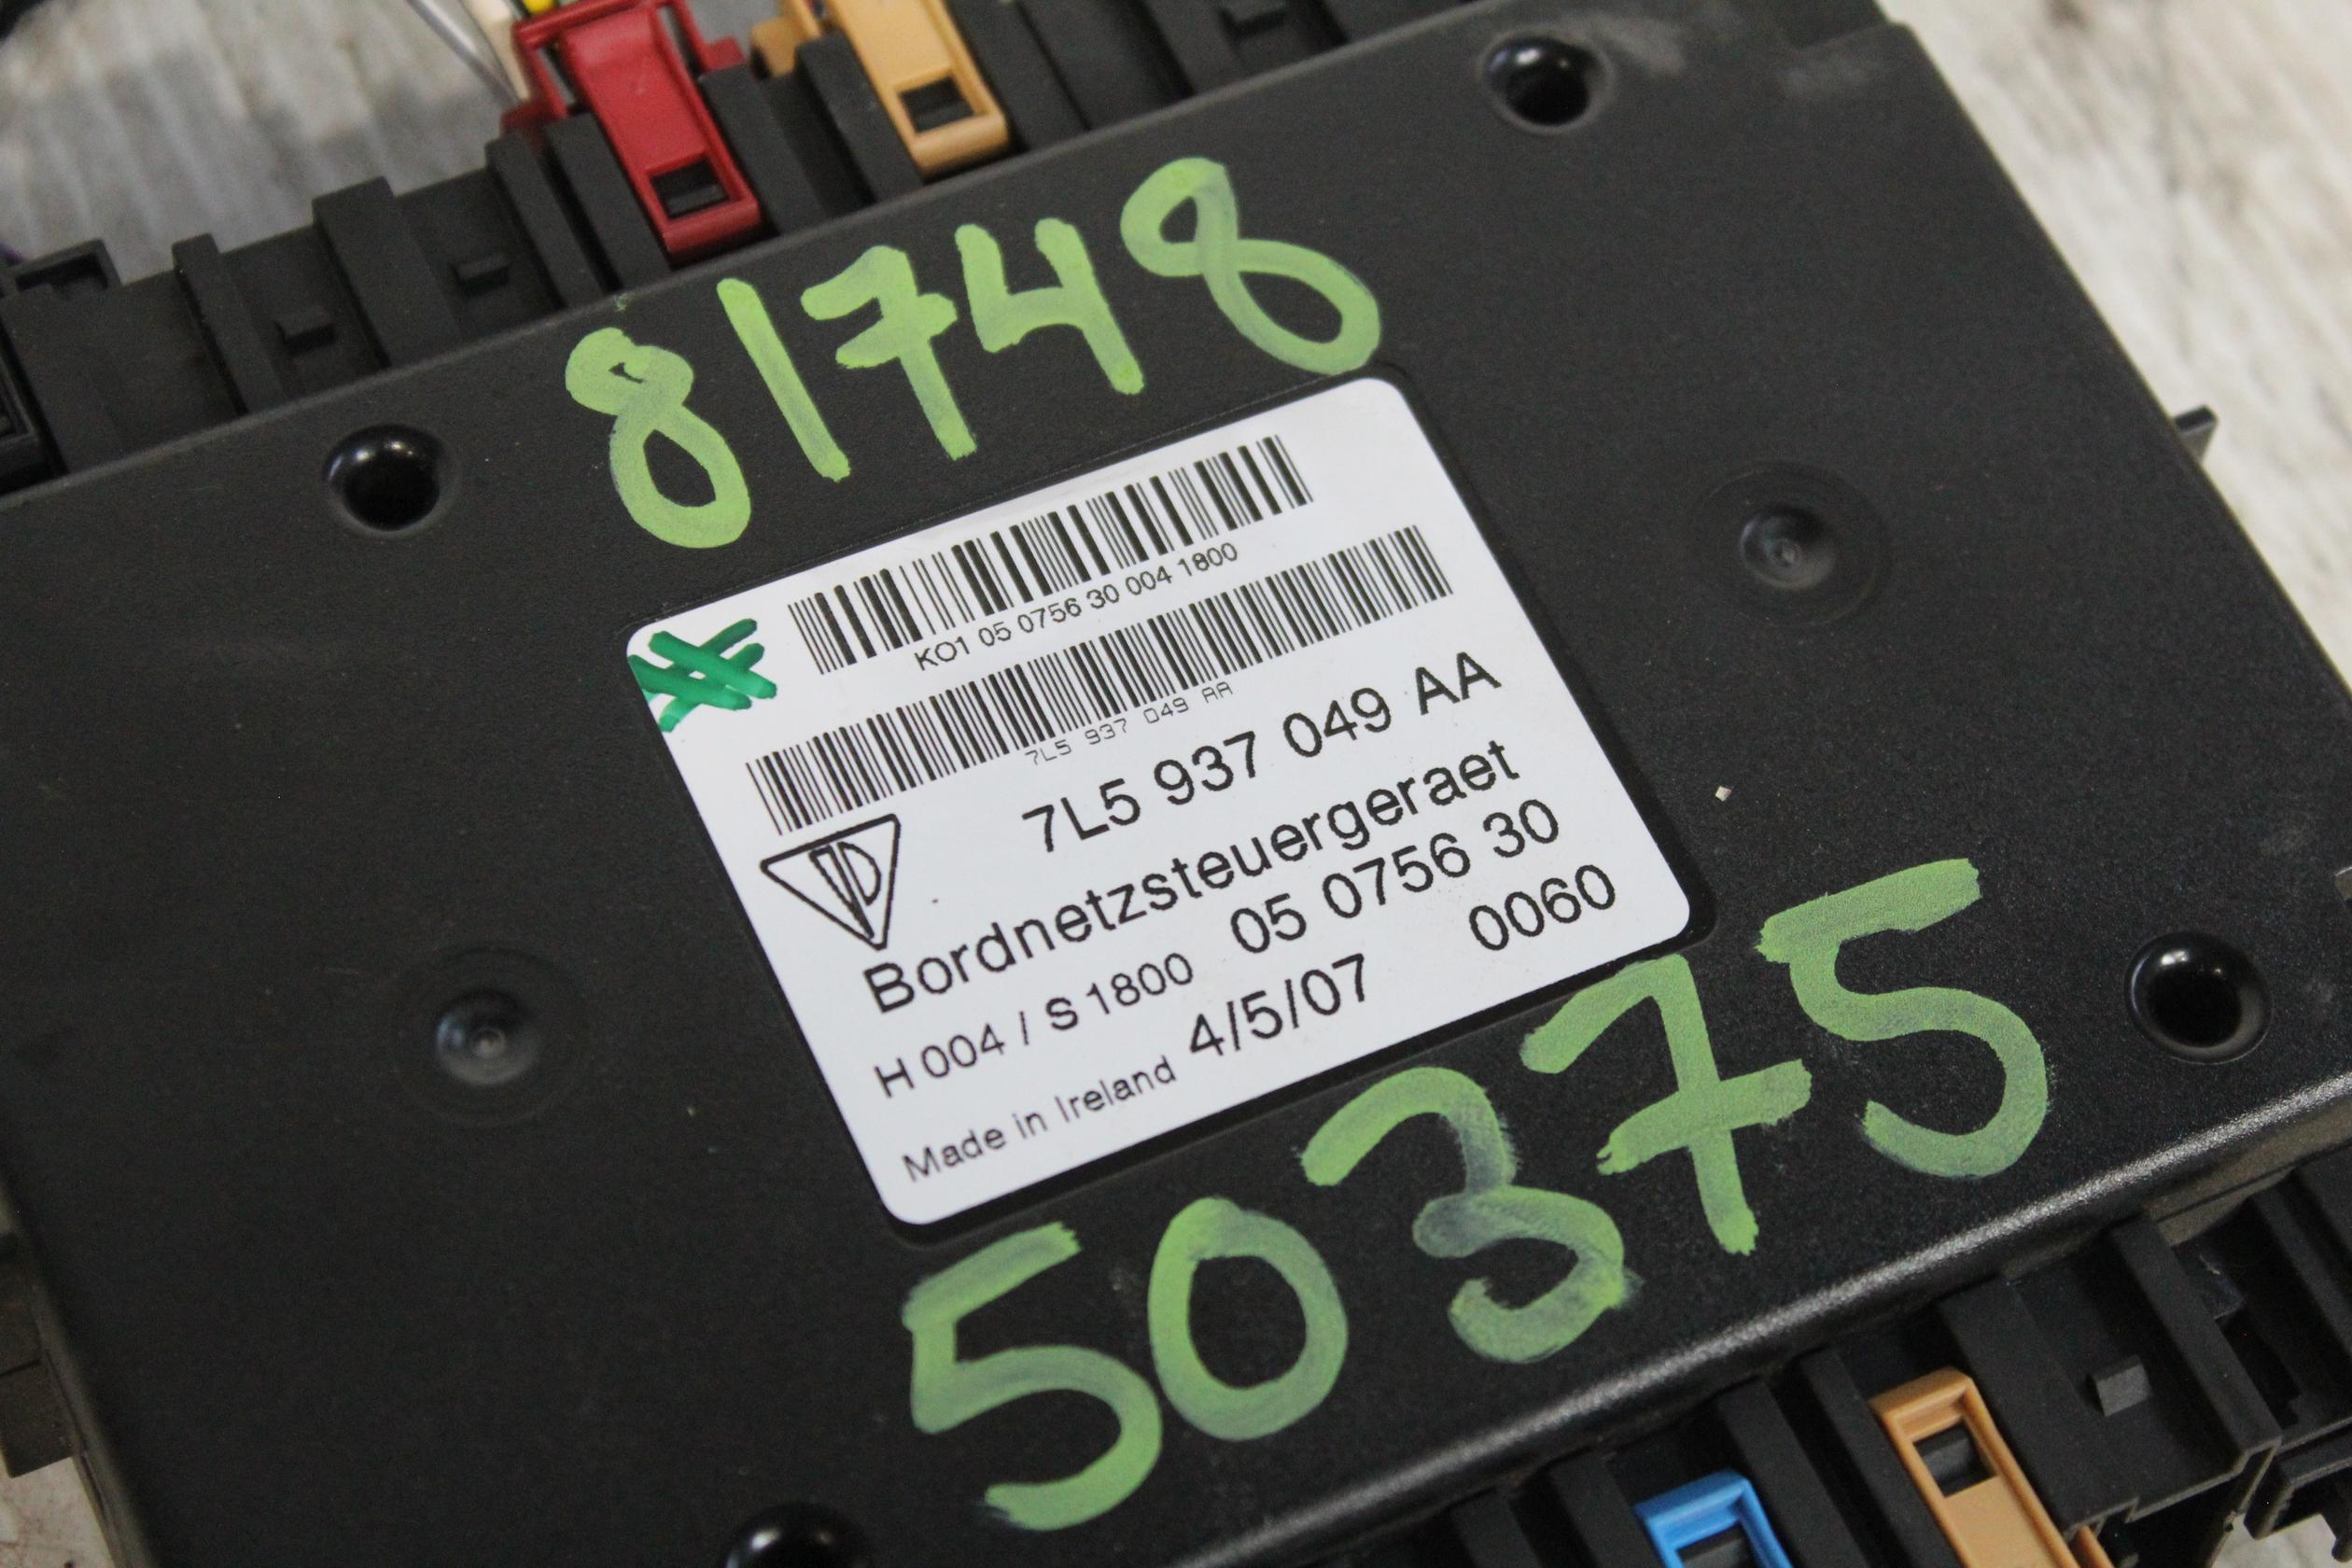 81748
KO1 05 0756 30 004 1800
7L5 937 049 AA
7L5 937 049 AA
Bordnetzsteuergeraet
H 004 / S 1800 05 0756 30
Made in Ireland 4/5/07 0060
50375